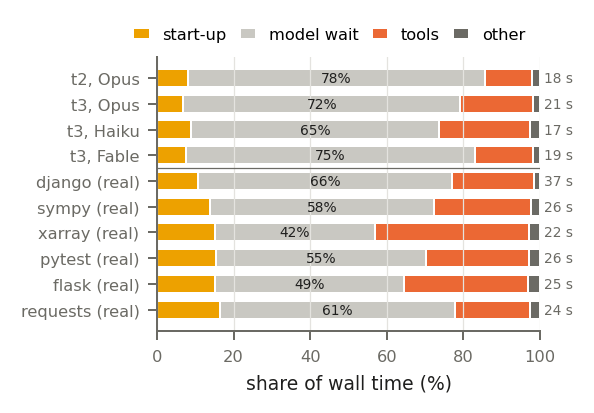 start-up model wait tools other
t2, Opus 78% 18 s
t3, Opus 72% 21 s
t3, Haiku 65% 17 s
t3, Fable 75% 19 s
django (real) 66% 37 s
sympy (real) 58% 26 s
xarray (real) 42% 22 s
pytest (real) 55% 26 s
flask (real) 49% 25 s
requests (real) 61% 24 s
0 20 40 60 80 100
share of wall time (%)